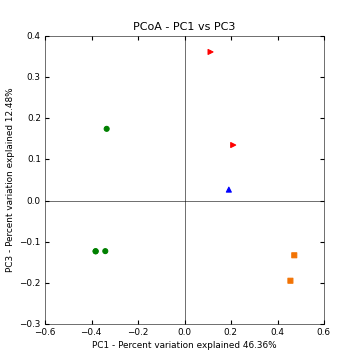 PCoA - PC1 vs PC3
0.4
0.3
0.2
0.1
0.0
−0.1
−0.2
−0.3
PC3 - Percent variation explained 12.48%
−0.6 −0.4 −0.2 0.0 0.2 0.4 0.6
PC1 - Percent variation explained 46.36%